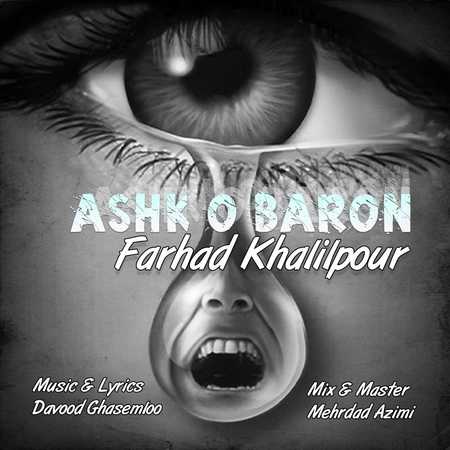 ASHK O BARON
Farhad Khalilpour
Music & Lyrics
Davood Ghasemloo
Mix & Master
Mehrdad Azimi